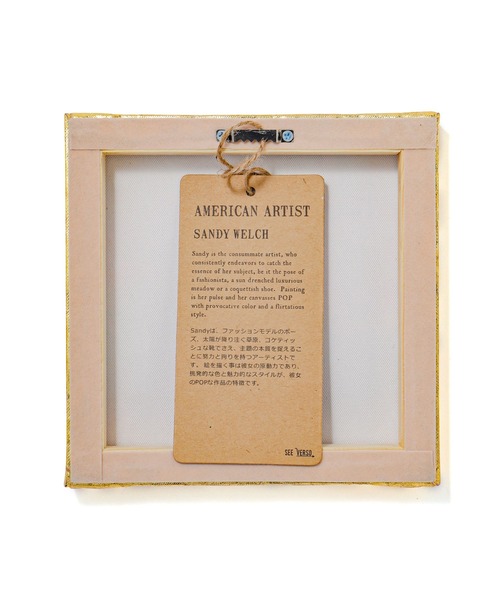 AMERICAN ARTIST
SANDY WELCH
Sandy is the consummate artist, who
consistently endeavors to catch the
essence of her subject, be it the pose of
a fashionista, a sun drenched luxurious
meadow or a coquettish shoe. Painting
is her pulse and her canvases POP
with provocative color and a flirtatious
style.
Sandyは、ファッションモデルのポー
ズ、太陽が降り注ぐ草原、コケティッ
シュな靴でさえ、主題の本質を捉えるこ
とに努力と拘りを持つアーティストで
す。 絵を描く事は彼女の原動力であり、
挑発的な色と魅力的なスタイルが、彼女
のPOPな作品の特徴です。
SEE VERSO